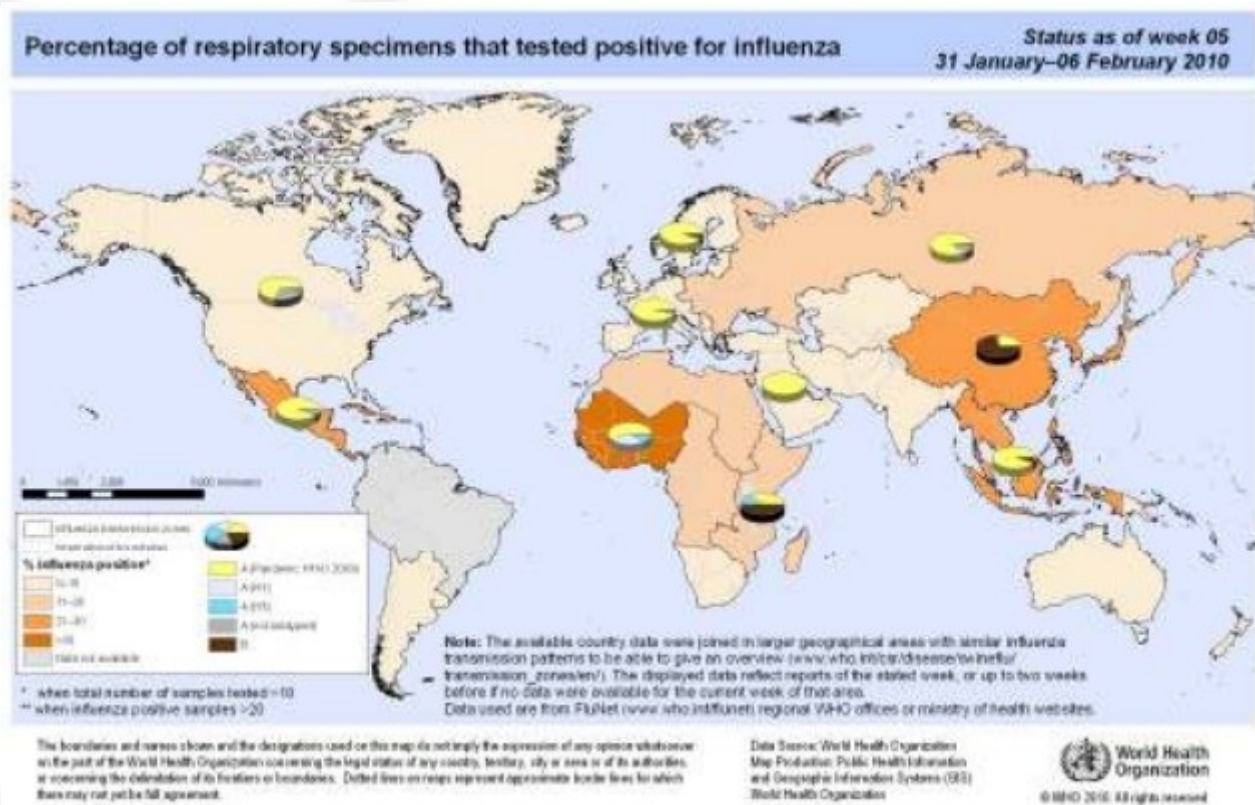 Percentage of respiratory specimens that tested positive for influenza
Status as of week 05
31 January–06 February 2010
% influenza positive*
Data not available
A (H1)
A (H3)
A (not subtyped)
B
* when total number of samples tested >10
** when influenza positive samples >20
Note: The available country data were joined in larger geographical areas with similar influenza
transmission patterns to be able to give an overview (www.who.int/csr/disease/swineflu/
transmission_zones/en/). The displayed data reflect reports of the stated week, or up to two weeks
before if no data were available for the current week of that area.
Data used are from FluNet (www.who.int/flunet) regional WHO offices or ministry of health websites.
The boundaries and names shown and the designations used on this map do not imply the expression of any opinion whatsoever
on the part of the World Health Organization concerning the legal status of any country, territory, city or area or of its authorities,
or concerning the delimitation of its frontiers or boundaries. Dotted lines on maps represent approximate border lines for which
there may not yet be full agreement.
Data Source: World Health Organization
Map Production: Public Health Information
and Geographic Information Systems (GIS)
World Health Organization
World Health
Organization
© WHO 2010. All rights reserved